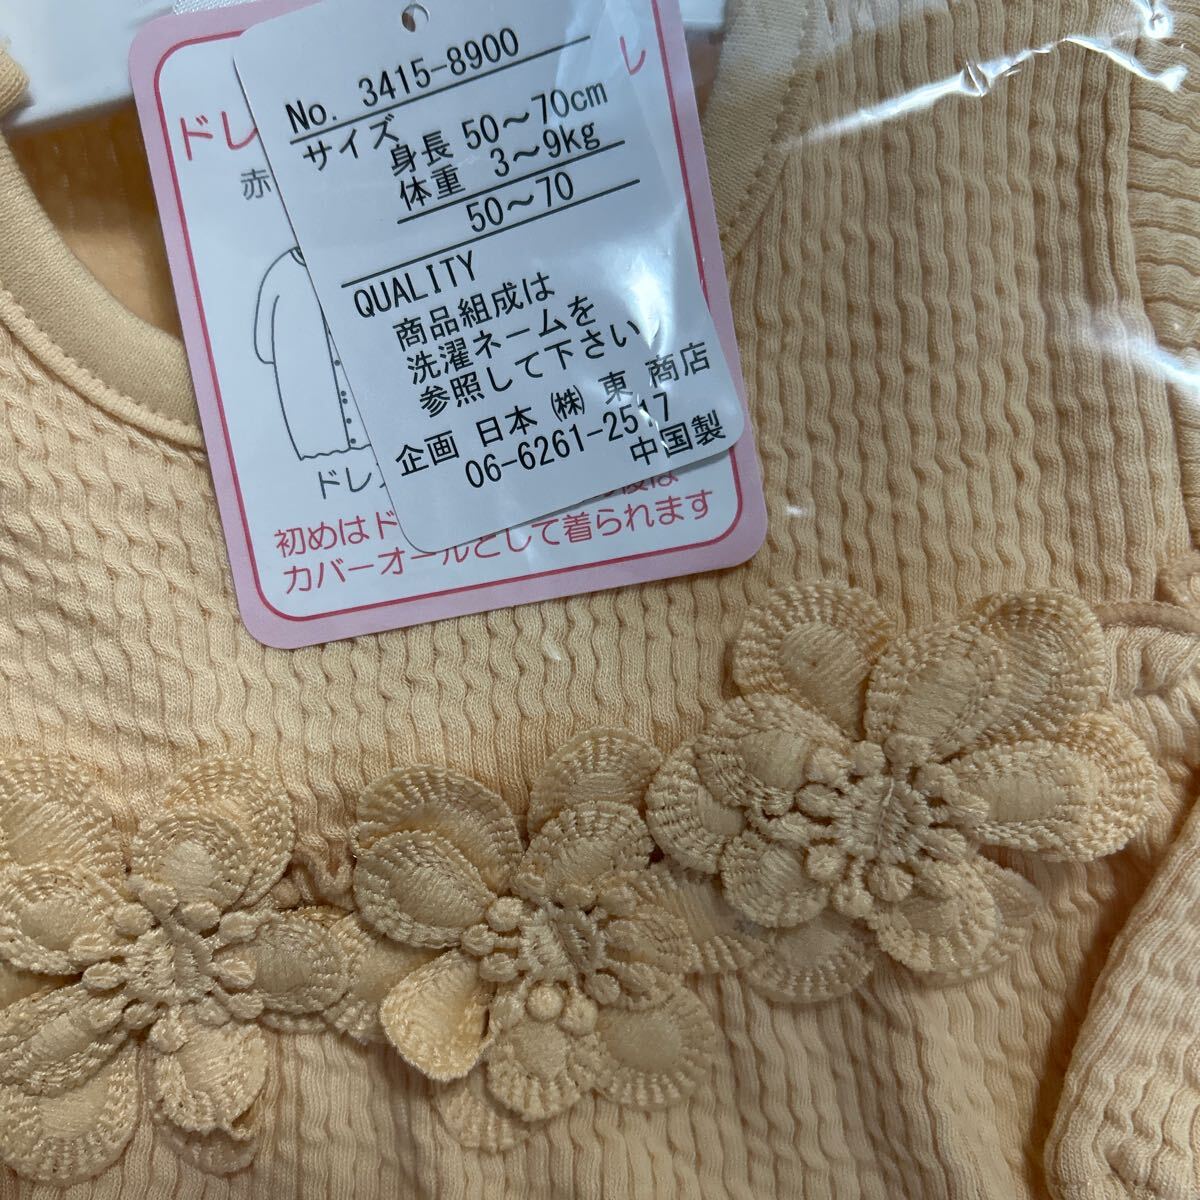 No. 3415-8900
サイズ
身長 50～70cm
体重 3～9kg
50～70
QUALITY
商品組成は
洗濯ネームを
参照して下さい
企画 日本 ㈱ 東 商店
06-6261-2517
中国製
ドレ
赤
ドレ
初めはド
カバーオールとして着られます